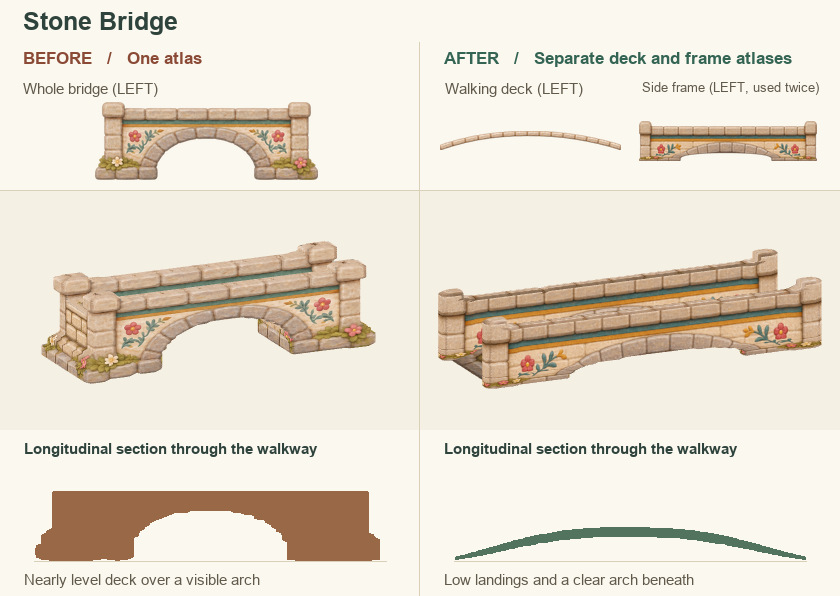 Stone Bridge
BEFORE / One atlas
AFTER / Separate deck and frame atlases
Whole bridge (LEFT)
Walking deck (LEFT)
Side frame (LEFT, used twice)
Longitudinal section through the walkway
Longitudinal section through the walkway
Nearly level deck over a visible arch
Low landings and a clear arch beneath